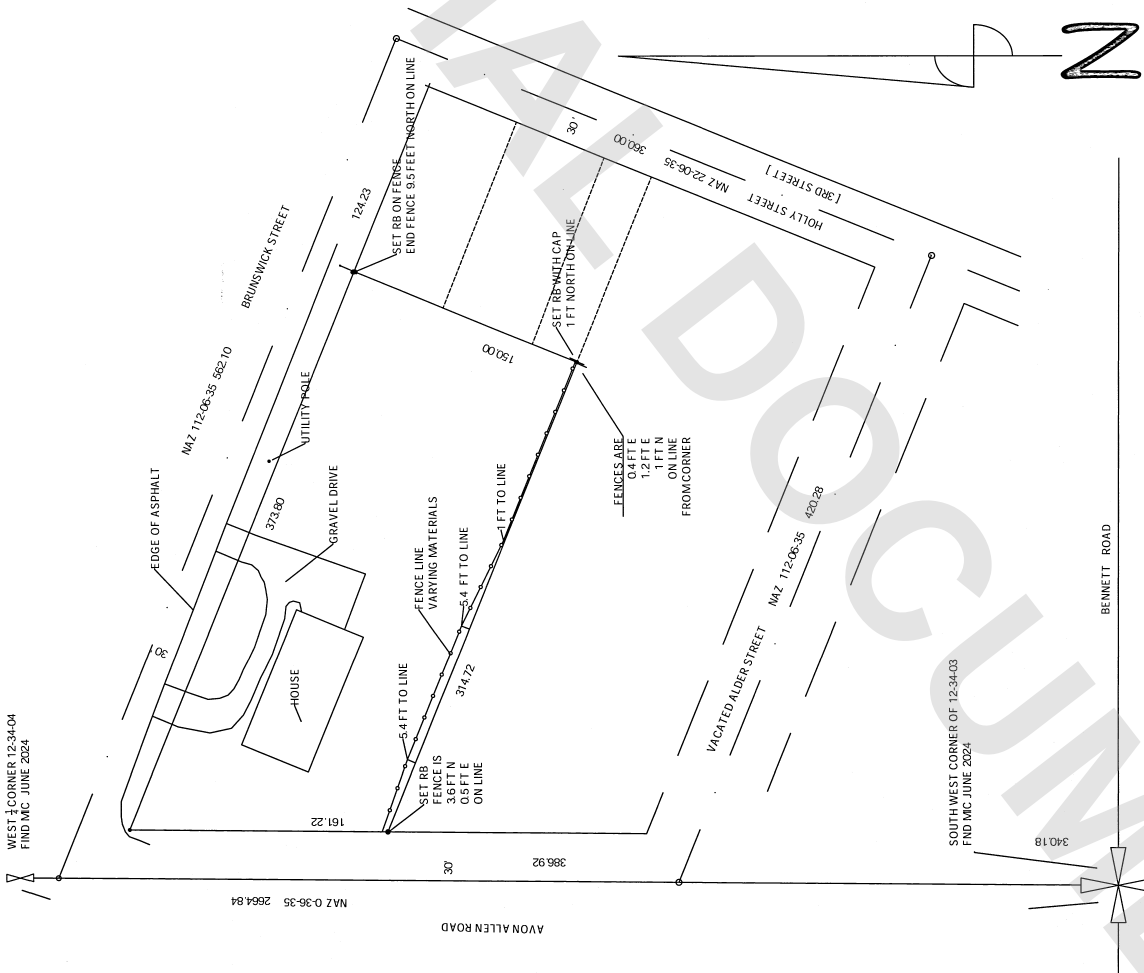 IAL DOCUME
N
SET RB ON FENCE
END FENCE 9.5 FEET NORTH ON LINE
30'
360.00
NAZ 22-06-35
HOLLY STREET
[3RD STREET]
124.23
BRUNSWICK STREET
NAZ 112-06-35 562.10
UTILITY POLE
150.00
SET RB WITH CAP
1 FT NORTH ON LINE
EDGE OF ASPHALT
373.80
GRAVEL DRIVE
FENCES ARE
0.4 FT E
1.2 FT E
1 FT N
ON LINE
FROM CORNER
1 FT TO LINE
FENCE LINE
VARYING MATERIALS
5.4 FT TO LINE
30'
HOUSE
314.72
5.4 FT TO LINE
SET RB
FENCE IS
3.6 FT N
0.5 FT E
ON LINE
161.22
VACATED ALDER STREET NAZ 112-06-35 420.28
BENNETT ROAD
WEST 1/4 CORNER 12-34-04
FIND MIC JUNE 2024
SOUTH WEST CORNER OF 12-34-03
FND MIC JUNE 2024
30'
386.92
340.18
NAZ 0-36-35 2664.84
AVON ALLEN ROAD